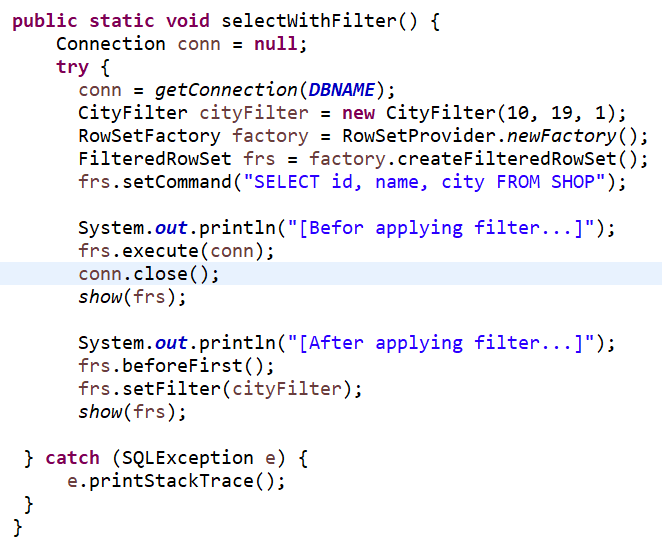 public static void selectWithFilter() {
    Connection conn = null;
    try {
      conn = getConnection(DBNAME);
      CityFilter cityFilter = new CityFilter(10, 19, 1);
      RowSetFactory factory = RowSetProvider.newFactory();
      FilteredRowSet frs = factory.createFilteredRowSet();
      frs.setCommand("SELECT id, name, city FROM SHOP");

      System.out.println("[Befor applying filter...]");
      frs.execute(conn);
      conn.close();
      show(frs);

      System.out.println("[After applying filter...]");
      frs.beforeFirst();
      frs.setFilter(cityFilter);
      show(frs);

 } catch (SQLException e) {
     e.printStackTrace();
 }
}